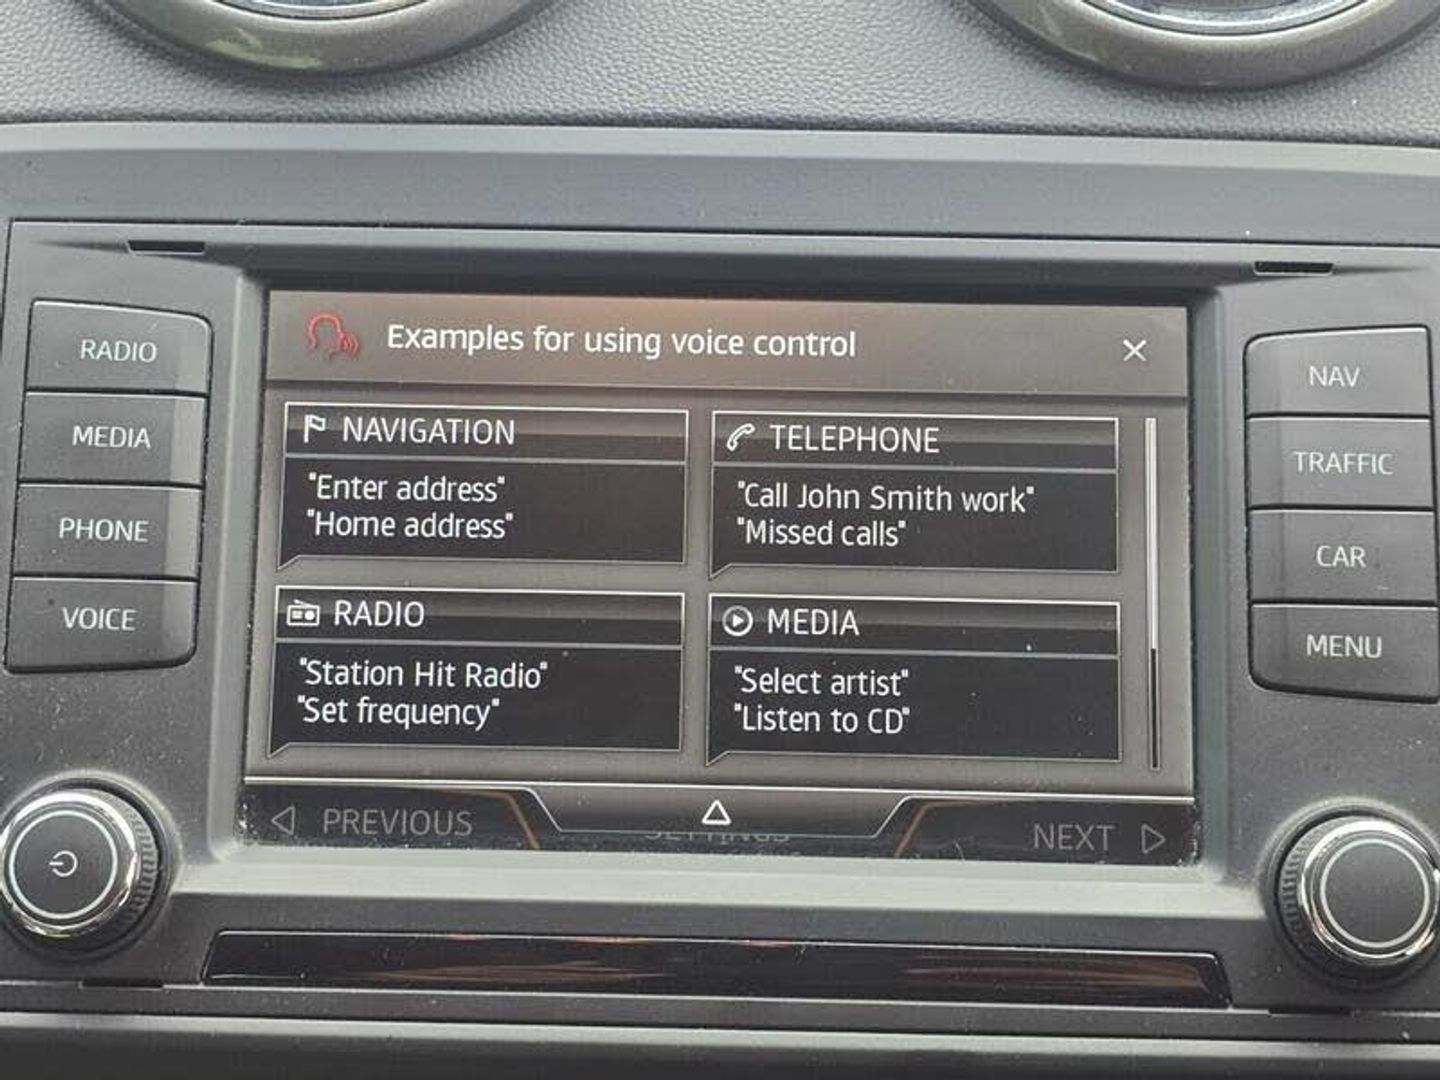 Examples for using voice control
RADIO
MEDIA
PHONE
VOICE
NAVIGATION
"Enter address"
"Home address"
TELEPHONE
"Call John Smith work"
"Missed calls"
RADIO
"Station Hit Radio"
"Set frequency"
MEDIA
"Select artist"
"Listen to CD"
PREVIOUS
SETTINGS
NEXT
NAV
TRAFFIC
CAR
MENU